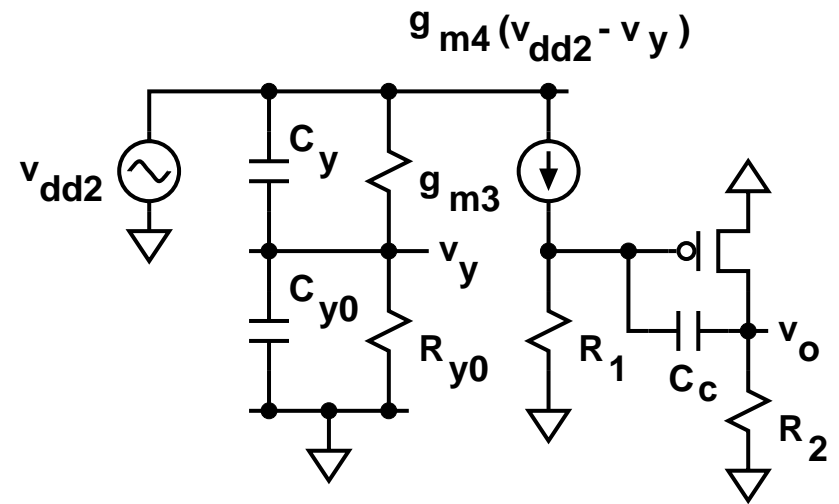 g m4 (v dd2 - v y )
C y
v dd2
g m3
v y
C y0
R y0
R 1
C c
v o
R 2